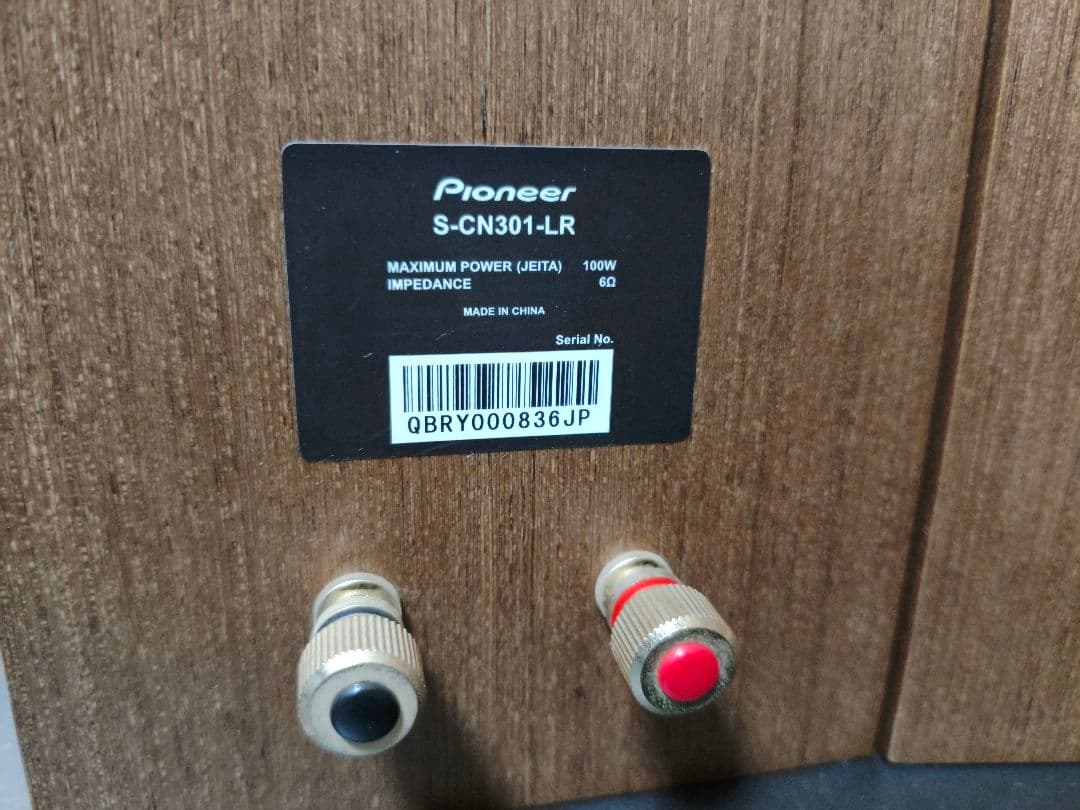 Pioneer
S-CN301-LR
MAXIMUM POWER (JEITA) 100W
IMPEDANCE 6Ω
MADE IN CHINA
Serial No.
QBRY000836JP